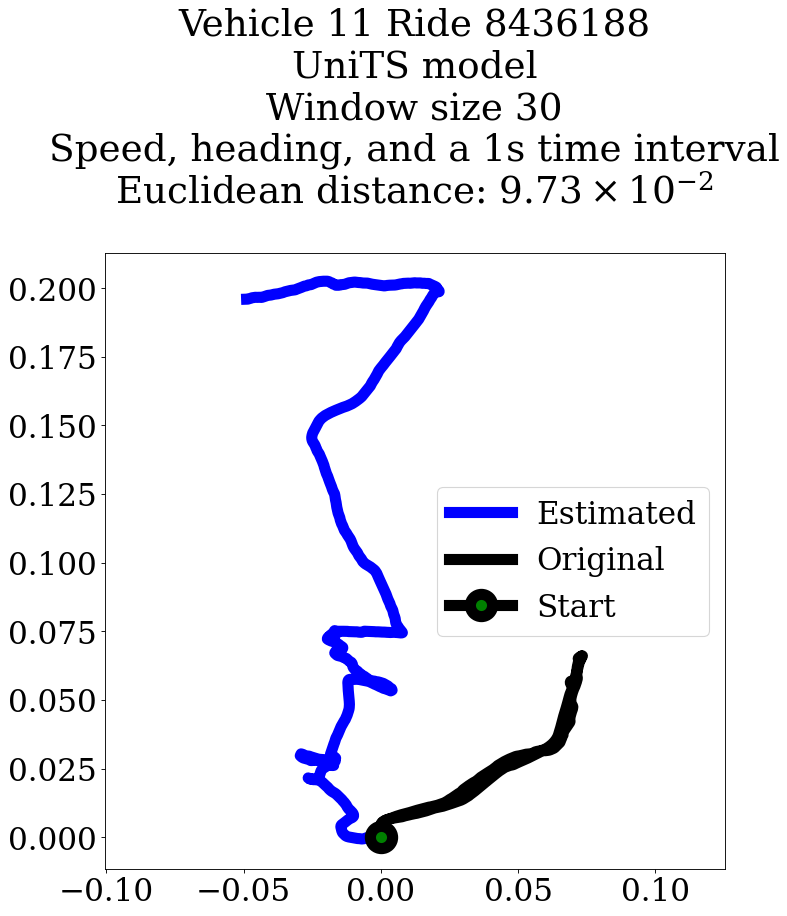 Vehicle 11 Ride 8436188
UniTS model
Window size 30
Speed, heading, and a 1s time interval
Euclidean distance: 9.73 × 10⁻²
0.200
0.175
0.150
0.125
0.100
0.075
0.050
0.025
0.000
Estimated
Original
Start
−0.10 −0.05 0.00 0.05 0.10